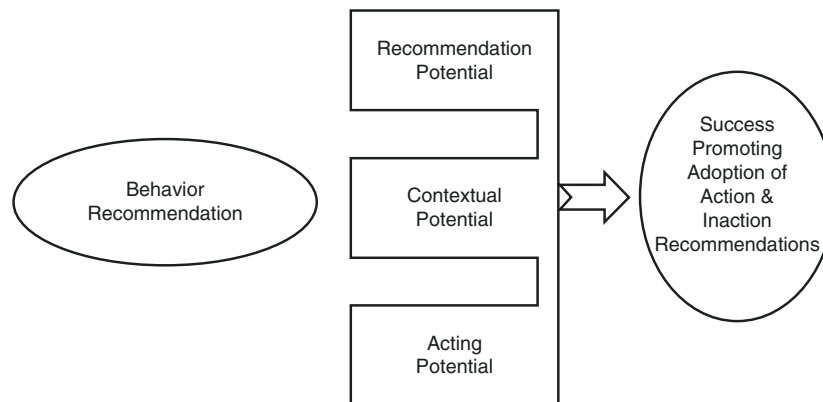 Behavior
Recommendation
Recommendation
Potential
Contextual
Potential
Acting
Potential
Success
Promoting
Adoption of
Action &
Inaction
Recommendations